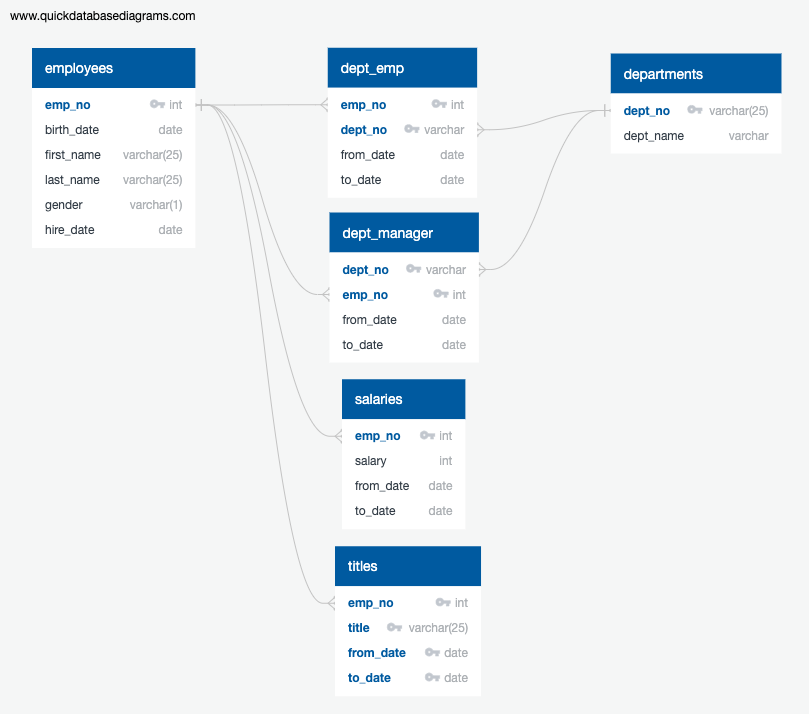 www.quickdatabasediagrams.com
employees
emp_no int
birth_date date
first_name varchar(25)
last_name varchar(25)
gender varchar(1)
hire_date date
dept_emp
emp_no int
dept_no varchar
from_date date
to_date date
departments
dept_no varchar(25)
dept_name varchar
dept_manager
dept_no varchar
emp_no int
from_date date
to_date date
salaries
emp_no int
salary int
from_date date
to_date date
titles
emp_no int
title varchar(25)
from_date date
to_date date